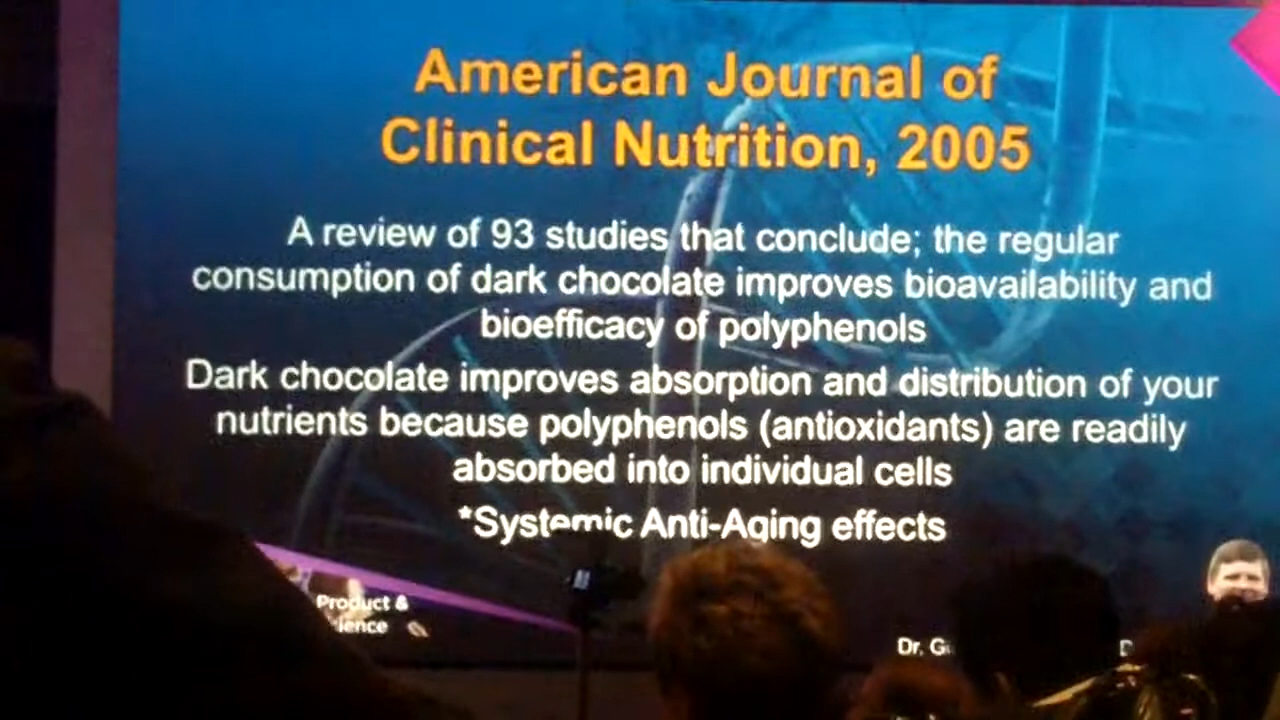 American Journal of
Clinical Nutrition, 2005
A review of 93 studies that conclude; the regular
consumption of dark chocolate improves bioavailability and
bioefficacy of polyphenols
Dark chocolate improves absorption and distribution of your
nutrients because polyphenols (antioxidants) are readily
absorbed into individual cells
*Systemic Anti-Aging effects
Product &
Dr.